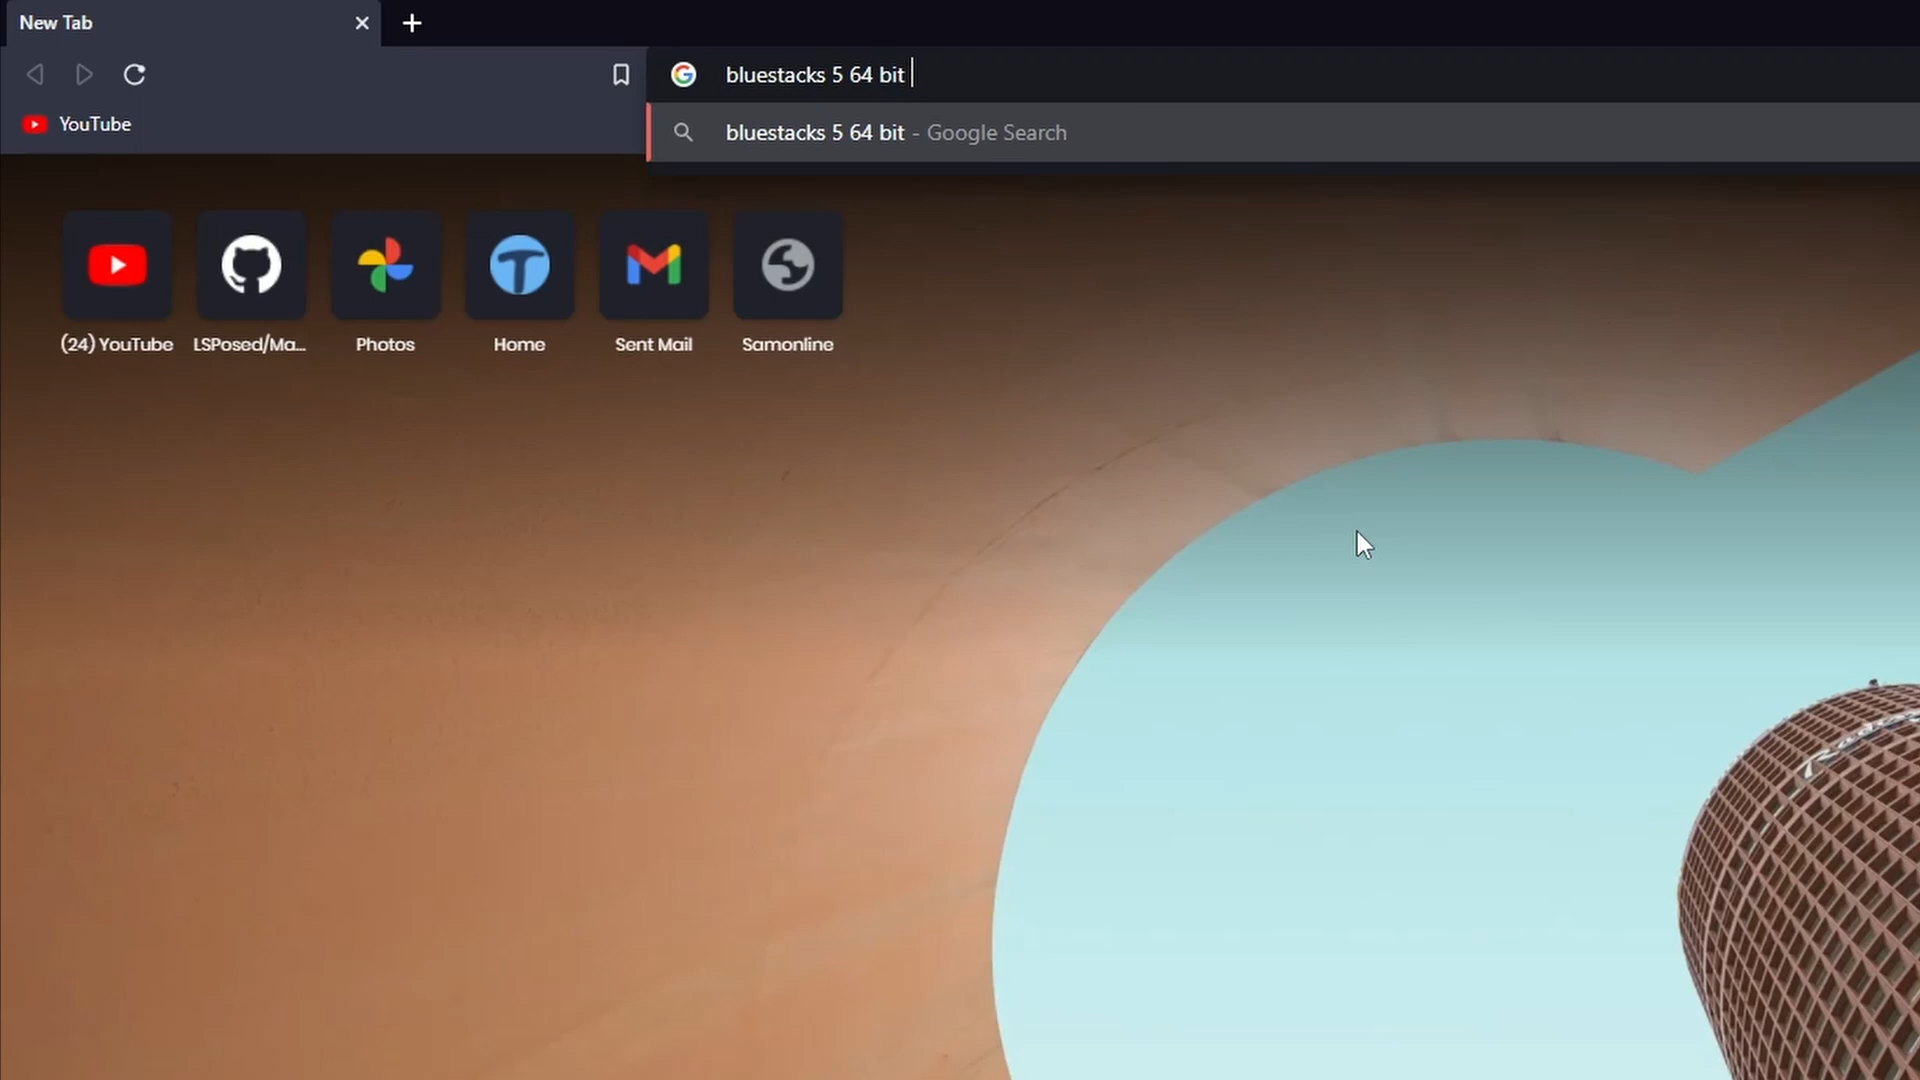 New Tab
bluestacks 5 64 bit
YouTube
bluestacks 5 64 bit - Google Search
(24) YouTube
LSPosed/Ma...
Photos
Home
Sent Mail
Samonline